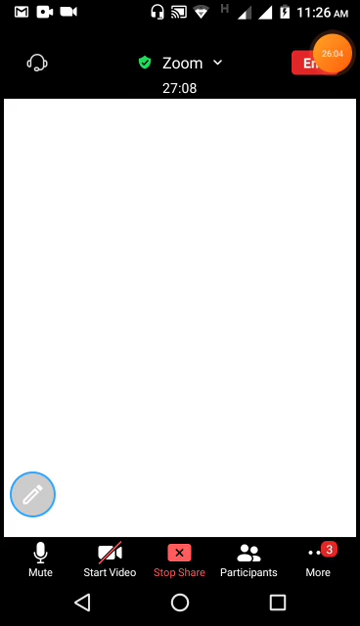 H 11:26 AM
Zoom
En
26:04
27:08
Mute Start Video Stop Share Participants More
3